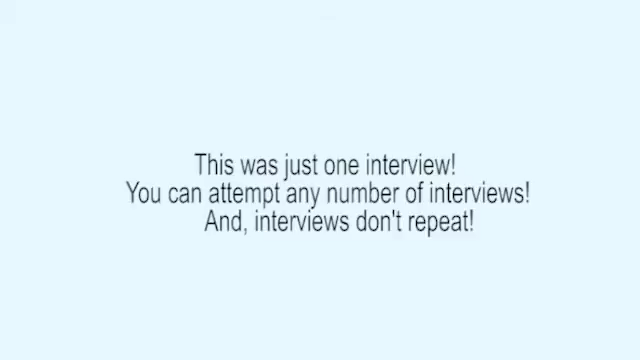 This was just one interview!
You can attempt any number of interviews!
And, interviews don't repeat!